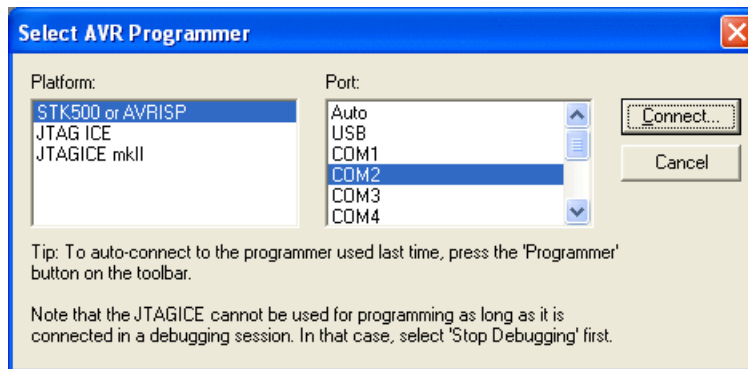 Select AVR Programmer
Platform:
Port:
STK500 or AVRISP
JTAG ICE
JTAGICE mkII
Auto
USB
COM1
COM2
COM3
COM4
Connect...
Cancel
Tip: To auto-connect to the programmer used last time, press the 'Programmer'
button on the toolbar.
Note that the JTAGICE cannot be used for programming as long as it is
connected in a debugging session. In that case, select 'Stop Debugging' first.